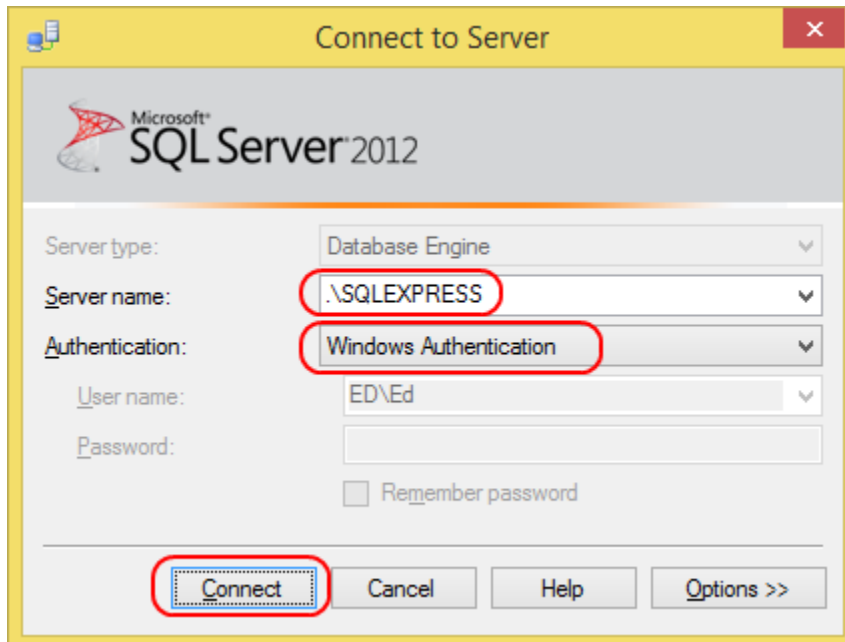 Connect to Server
Microsoft®
SQL Server® 2012
Server type: Database Engine
Server name: .\SQLEXPRESS
Authentication: Windows Authentication
User name: ED\Ed
Password:
Remember password
Connect Cancel Help Options >>